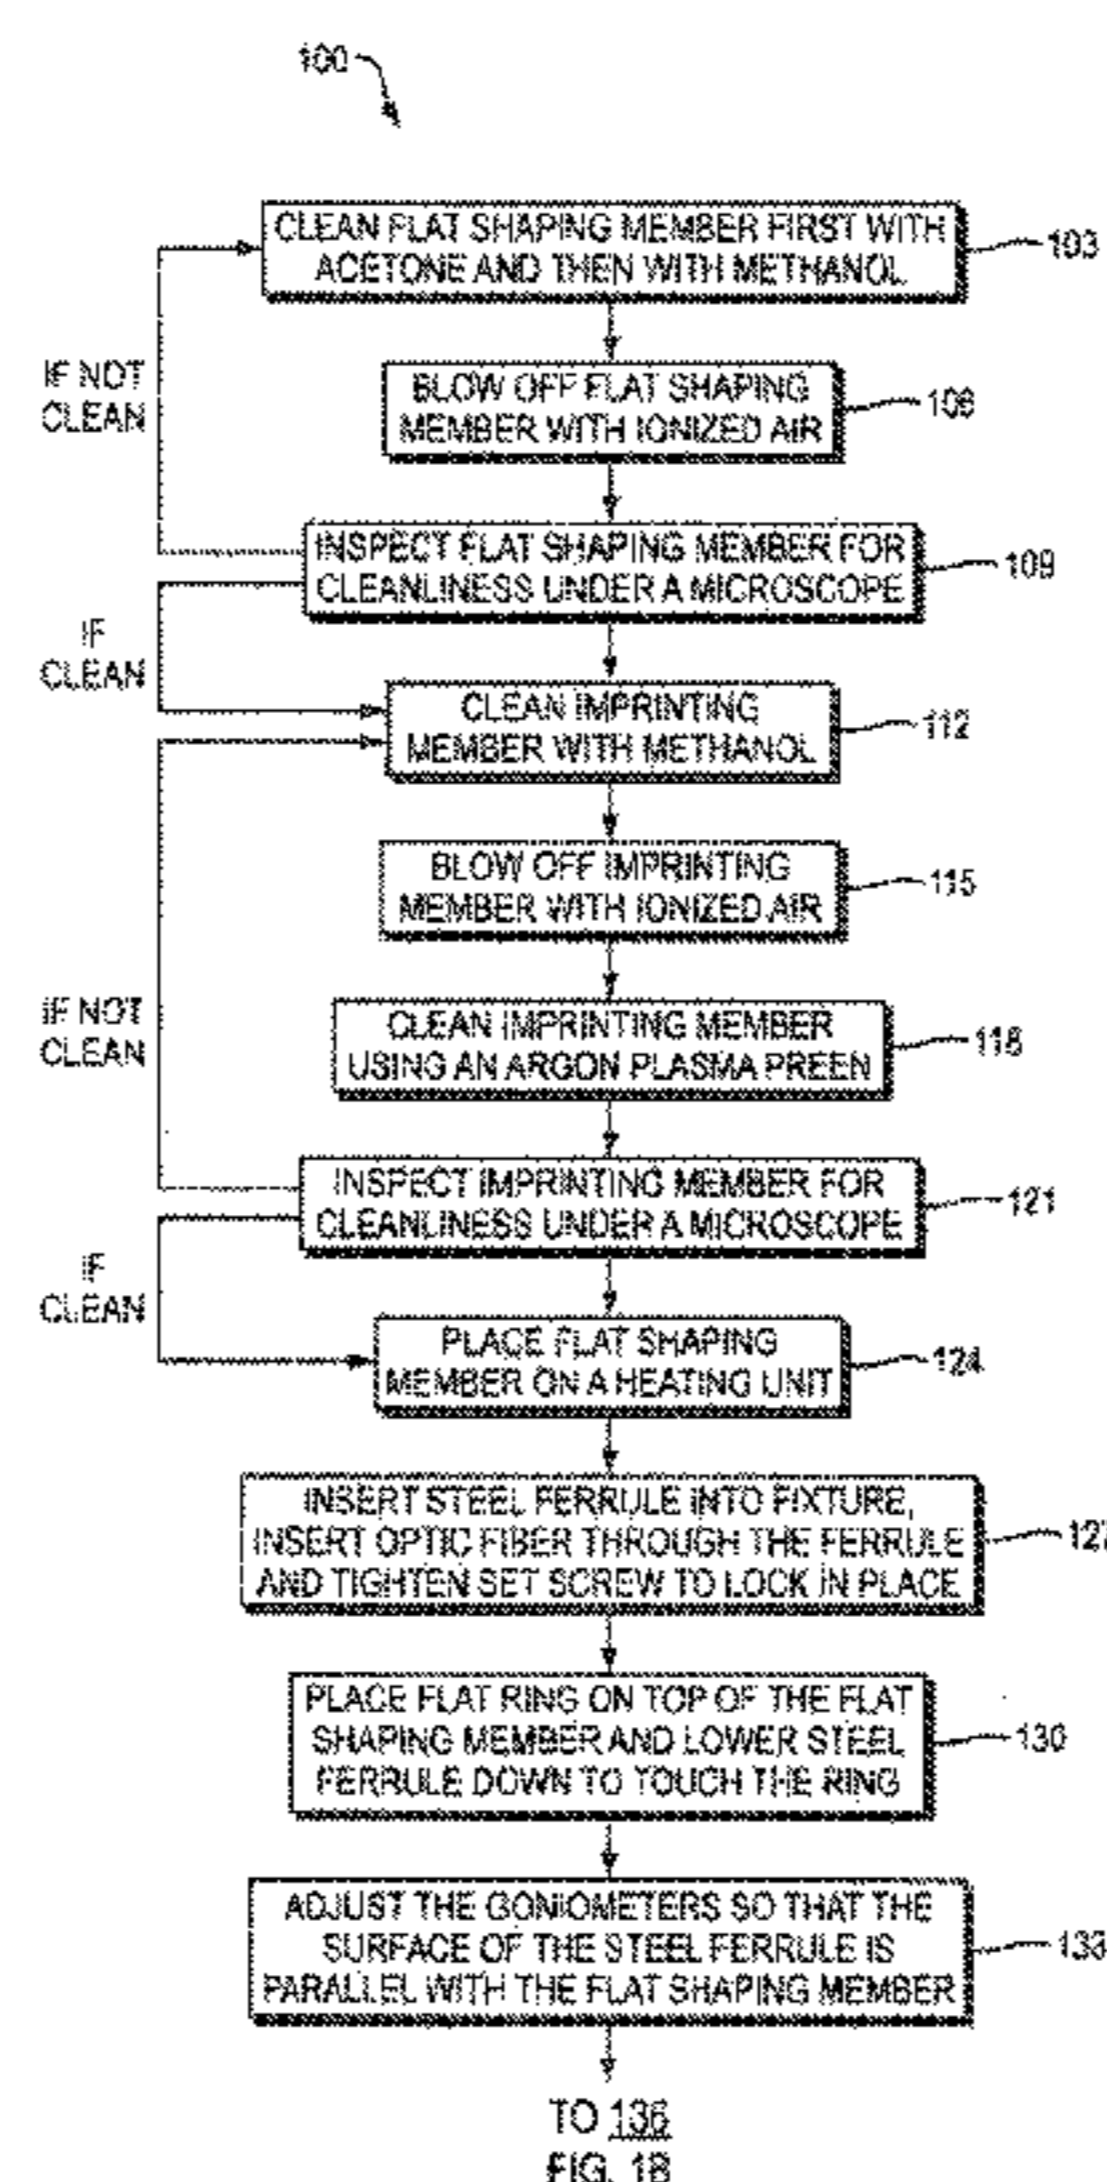 100
CLEAN FLAT SHAPING MEMBER FIRST WITH
ACETONE AND THEN WITH METHANOL
103
IF NOT
CLEAN
BLOW OFF FLAT SHAPING
MEMBER WITH IONIZED AIR
106
INSPECT FLAT SHAPING MEMBER FOR
CLEANLINESS UNDER A MICROSCOPE
109
IF
CLEAN
CLEAN IMPRINTING
MEMBER WITH METHANOL
112
BLOW OFF IMPRINTING
MEMBER WITH IONIZED AIR
115
IF NOT
CLEAN
CLEAN IMPRINTING MEMBER
USING AN ARGON PLASMA PREEN
118
INSPECT IMPRINTING MEMBER FOR
CLEANLINESS UNDER A MICROSCOPE
121
IF
CLEAN
PLACE FLAT SHAPING
MEMBER ON A HEATING UNIT
124
INSERT STEEL FERRULE INTO FIXTURE,
INSERT OPTIC FIBER THROUGH THE FERRULE
AND TIGHTEN SET SCREW TO LOCK IN PLACE
127
PLACE FLAT RING ON TOP OF THE FLAT
SHAPING MEMBER AND LOWER STEEL
FERRULE DOWN TO TOUCH THE RING
130
ADJUST THE GONIOMETERS SO THAT THE
SURFACE OF THE STEEL FERRULE IS
PARALLEL WITH THE FLAT SHAPING MEMBER
133
TO 136
FIG. 1B